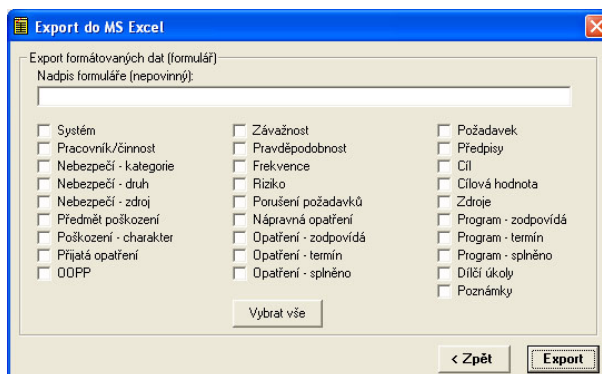 Export do MS Excel
Export formátovaných dat (formulář)
Nadpis formuláře (nepovinný):
Systém
Pracovník/činnost
Nebezpečí - kategorie
Nebezpečí - druh
Nebezpečí - zdroj
Předmět poškození
Poškození - charakter
Přijatá opatření
OOPP
Závažnost
Pravděpodobnost
Frekvence
Riziko
Porušení požadavků
Nápravná opatření
Opatření - zodpovídá
Opatření - termín
Opatření - splněno
Požadavek
Předpisy
Cíl
Cílová hodnota
Zdroje
Program - zodpovídá
Program - termín
Program - splněno
Dílčí úkoly
Poznámky
Vybrat vše
< Zpět
Export